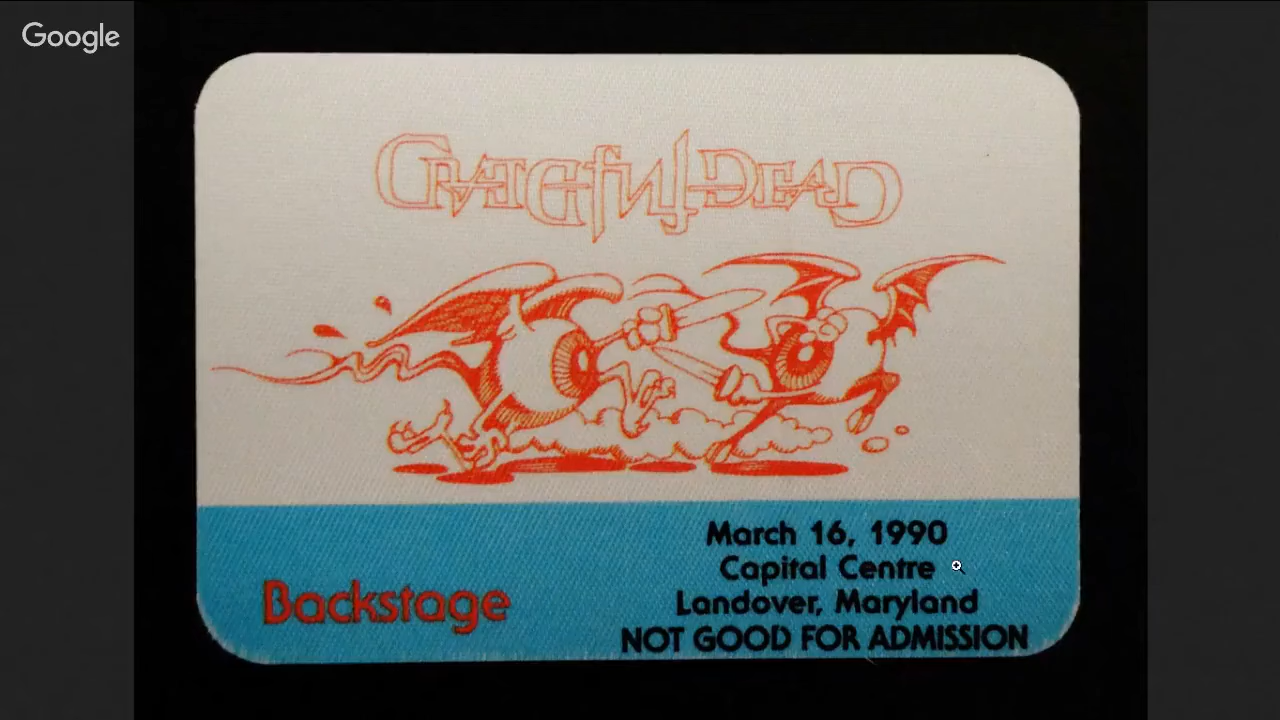 Google
GRATEFUL DEAD
March 16, 1990
Capital Centre
Landover, Maryland
Backstage
NOT GOOD FOR ADMISSION